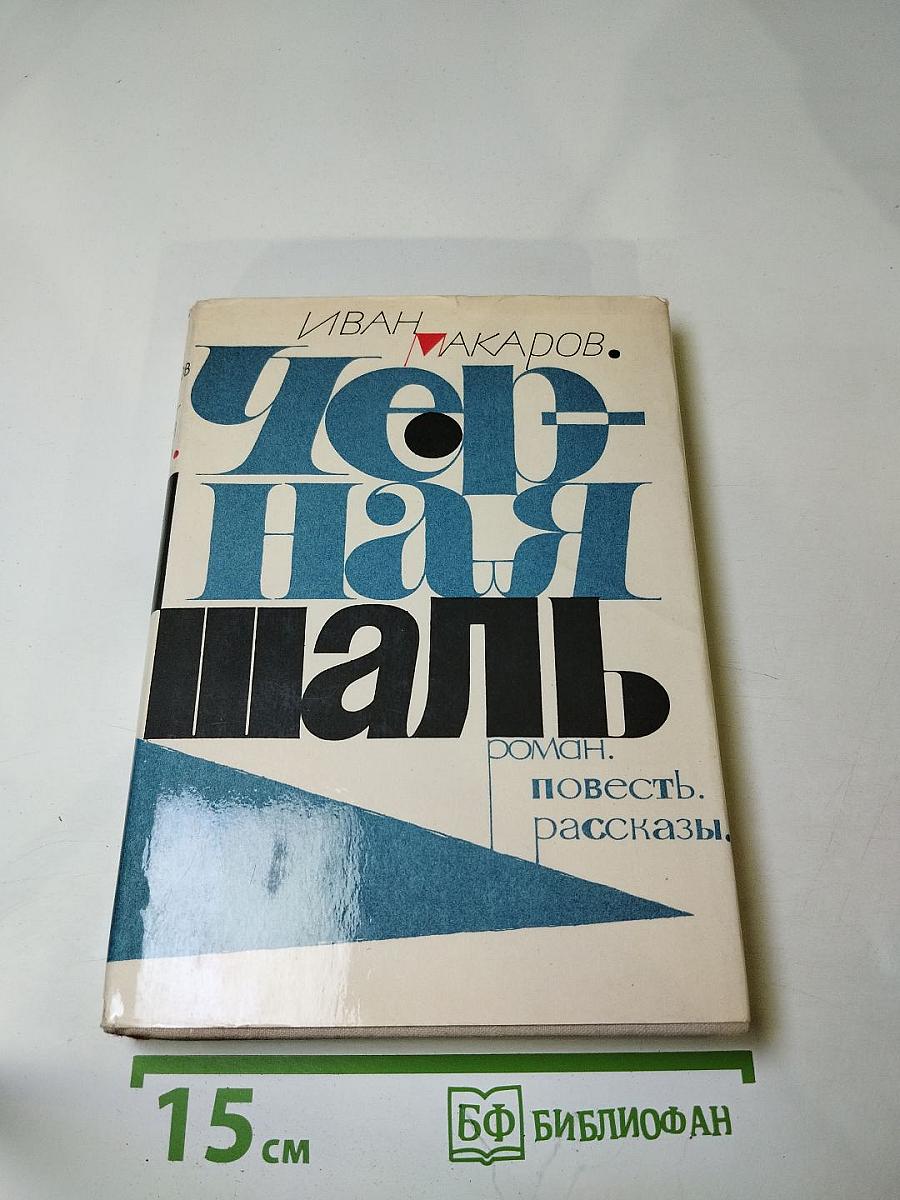 Иван Макаров.
Чер-
ная
шаль
роман.
повесть.
рассказы.
15 см
БФ БИБЛИОФАН